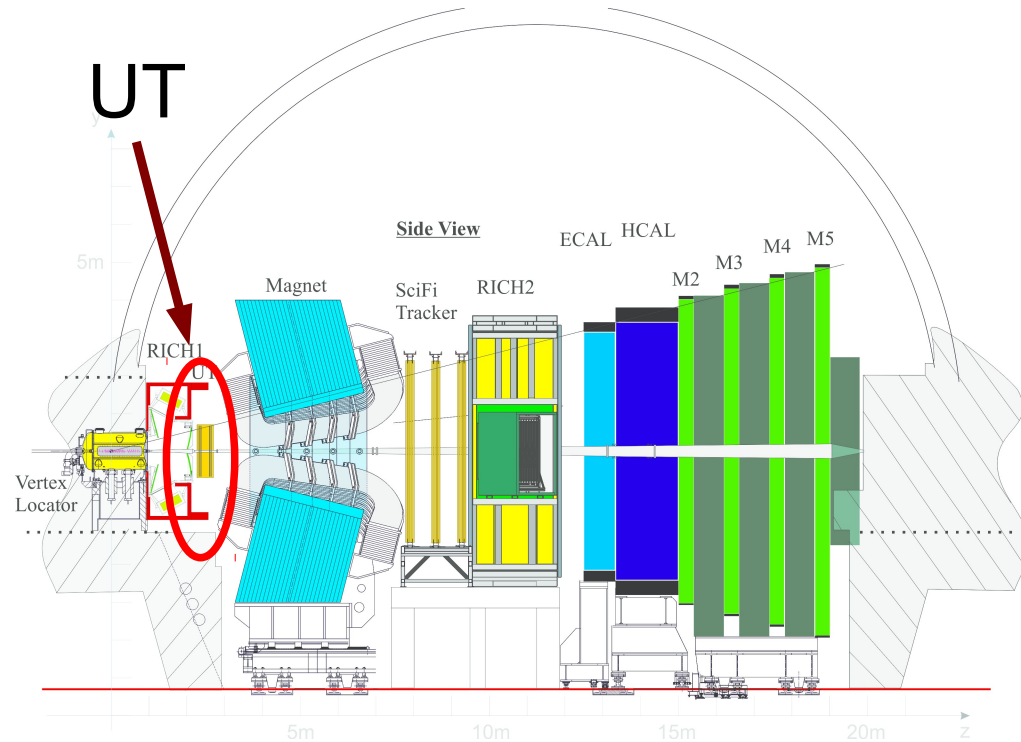 UT
y
5m
Side View
ECAL
HCAL
M2
M3
M4
M5
Magnet
SciFi
Tracker
RICH2
RICH1
UT
Vertex
Locator
5m
10m
15m
20m
z